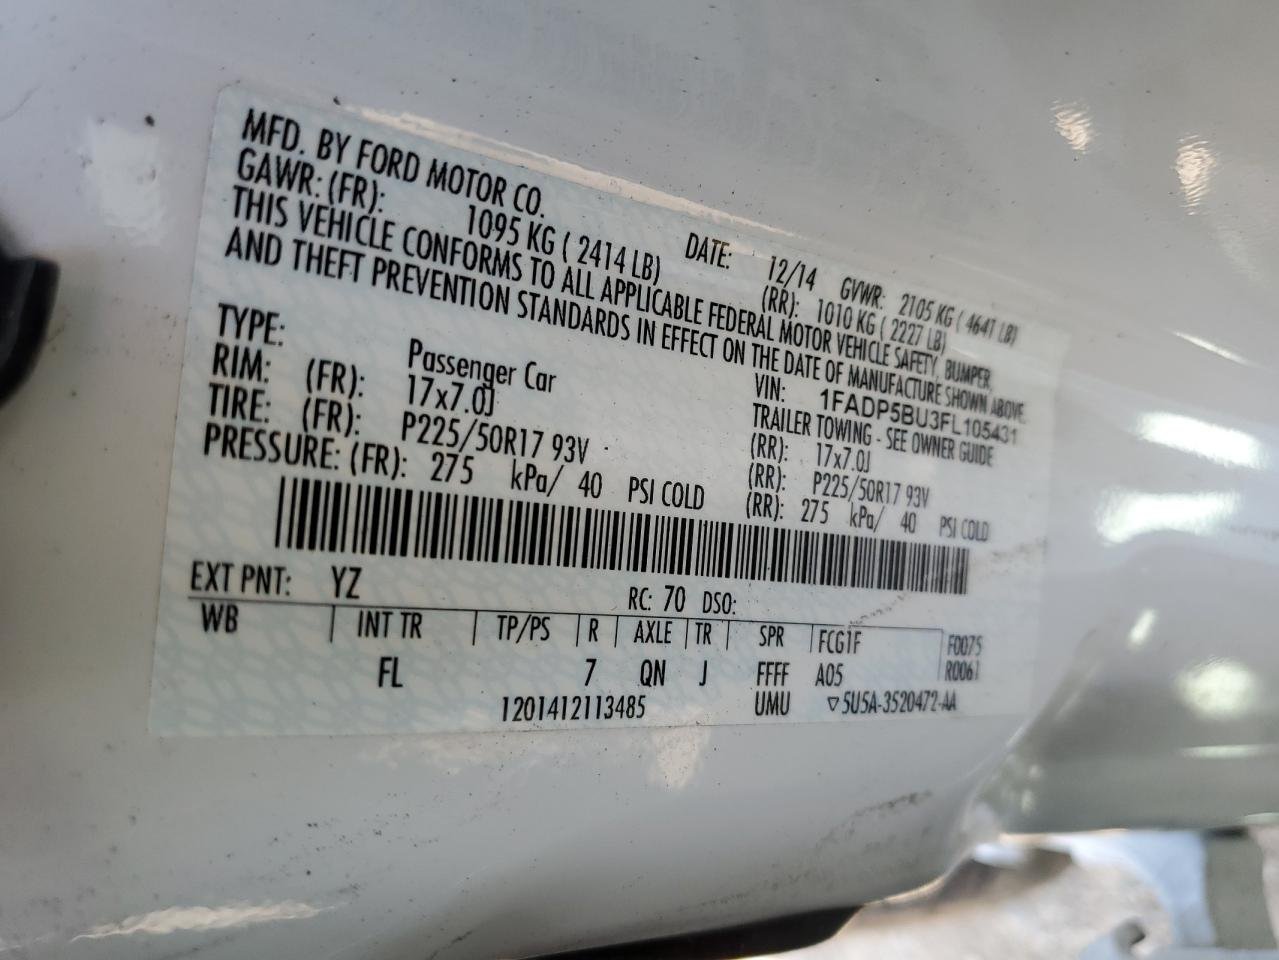 MFD. BY FORD MOTOR CO.
DATE: 12/14 GVWR: 2105 KG ( 4641 LB)
GAWR: (FR): 1095 KG ( 2414 LB) (RR): 1010 KG ( 2227 LB)
THIS VEHICLE CONFORMS TO ALL APPLICABLE FEDERAL MOTOR VEHICLE SAFETY, BUMPER,
AND THEFT PREVENTION STANDARDS IN EFFECT ON THE DATE OF MANUFACTURE SHOWN ABOVE.
VIN: 1FADP5BU3FL105431
TYPE: Passenger Car TRAILER TOWING - SEE OWNER GUIDE
RIM: (FR): 17x7.0J (RR): 17x7.0J
TIRE: (FR): P225/50R17 93V (RR): P225/50R17 93V
PRESSURE: (FR): 275 kPa/ 40 PSI COLD (RR): 275 kPa/ 40 PSI COLD
EXT PNT: YZ RC: 70 DSO:
WB INT TR TP/PS R AXLE TR SPR FCG1F F0075
FL 7 QN J FFFF A05 R0061
1201412113485 UMU ▽5U5A-3520472-AA